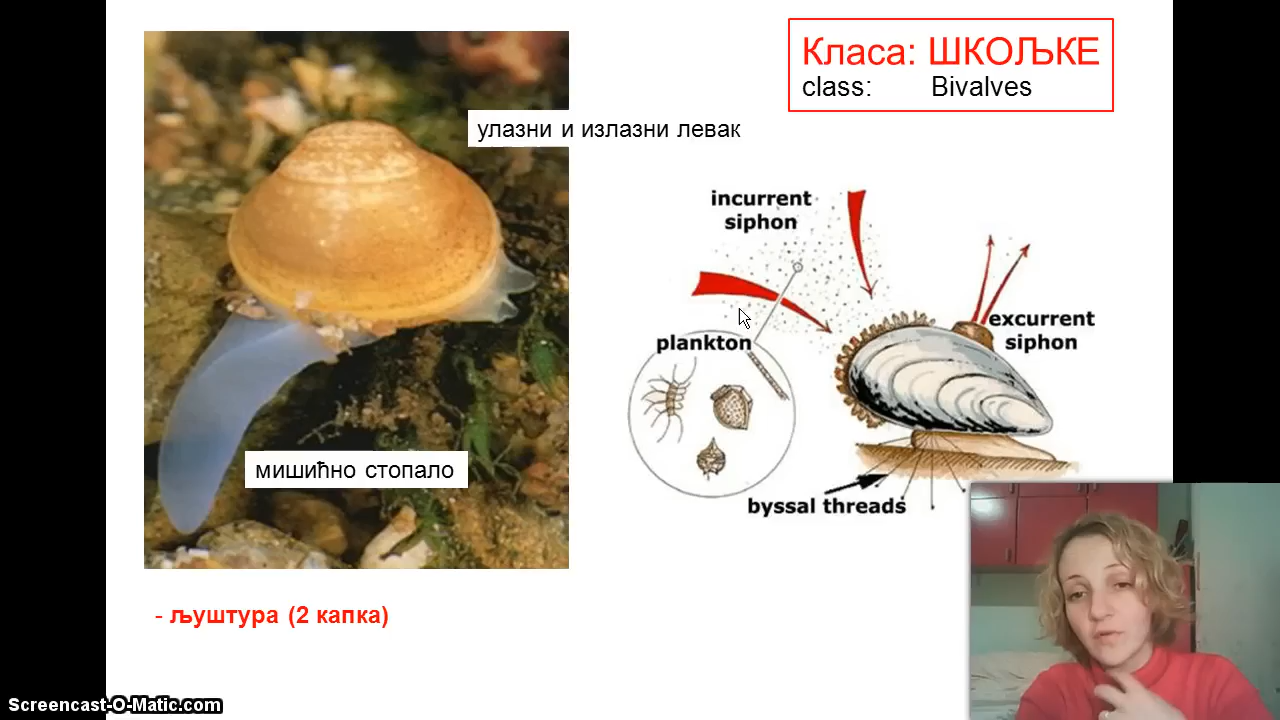 Класа: ШКОЉКЕ
class: Bivalves
улазни и излазни левак
incurrent
siphon
plankton
excurrent
siphon
byssal threads
мишићно стопало
- љуштура (2 капка)
Screencast-O-Matic.com